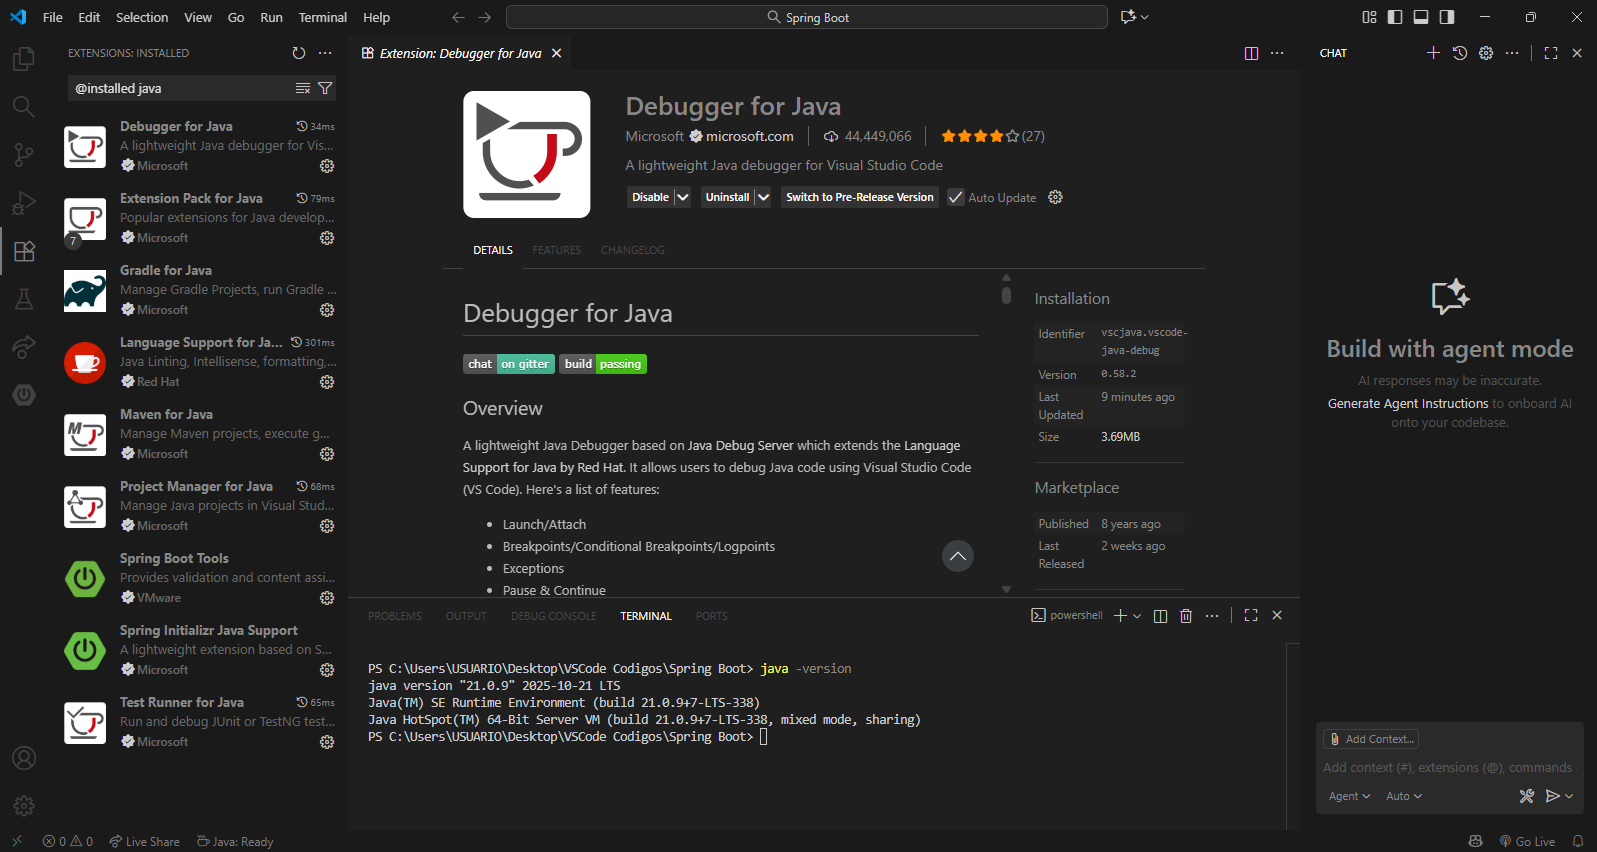 File Edit Selection View Go Run Terminal Help
Spring Boot
EXTENSIONS: INSTALLED
@installed java
Debugger for Java 34ms
A lightweight Java debugger for Vis...
Microsoft
Extension Pack for Java 79ms
Popular extensions for Java develop...
Microsoft
7
Gradle for Java
Manage Gradle Projects, run Gradle ...
Microsoft
Language Support for Ja... 301ms
Java Linting, Intellisense, formatting,...
Red Hat
Maven for Java
Manage Maven projects, execute g...
Microsoft
Project Manager for Java 68ms
Manage Java projects in Visual Stud...
Microsoft
Spring Boot Tools
Provides validation and content assi...
VMware
Spring Initializr Java Support
A lightweight extension based on S...
Microsoft
Test Runner for Java 65ms
Run and debug JUnit or TestNG test...
Microsoft
Extension: Debugger for Java
Debugger for Java
Microsoft microsoft.com 44,449,066 (27)
A lightweight Java debugger for Visual Studio Code
Disable Uninstall Switch to Pre-Release Version Auto Update
DETAILS FEATURES CHANGELOG
Debugger for Java
chat on gitter build passing
Overview
A lightweight Java Debugger based on Java Debug Server which extends the Language
Support for Java by Red Hat. It allows users to debug Java code using Visual Studio Code
(VS Code). Here's a list of features:
• Launch/Attach
• Breakpoints/Conditional Breakpoints/Logpoints
• Exceptions
• Pause & Continue
Installation
Identifier vscjava.vscode-
java-debug
Version 0.58.2
Last 9 minutes ago
Updated
Size 3.69MB
Marketplace
Published 8 years ago
Last 2 weeks ago
Released
PROBLEMS OUTPUT DEBUG CONSOLE TERMINAL PORTS
powershell
PS C:\Users\USUARIO\Desktop\VSCode Codigos\Spring Boot> java -version
java version "21.0.9" 2025-10-21 LTS
Java(TM) SE Runtime Environment (build 21.0.9+7-LTS-338)
Java HotSpot(TM) 64-Bit Server VM (build 21.0.9+7-LTS-338, mixed mode, sharing)
PS C:\Users\USUARIO\Desktop\VSCode Codigos\Spring Boot>
CHAT
Build with agent mode
AI responses may be inaccurate.
Generate Agent Instructions to onboard AI
onto your codebase.
Add Context...
Add context (#), extensions (@), commands
Agent Auto
0 0 Live Share Java: Ready
Go Live